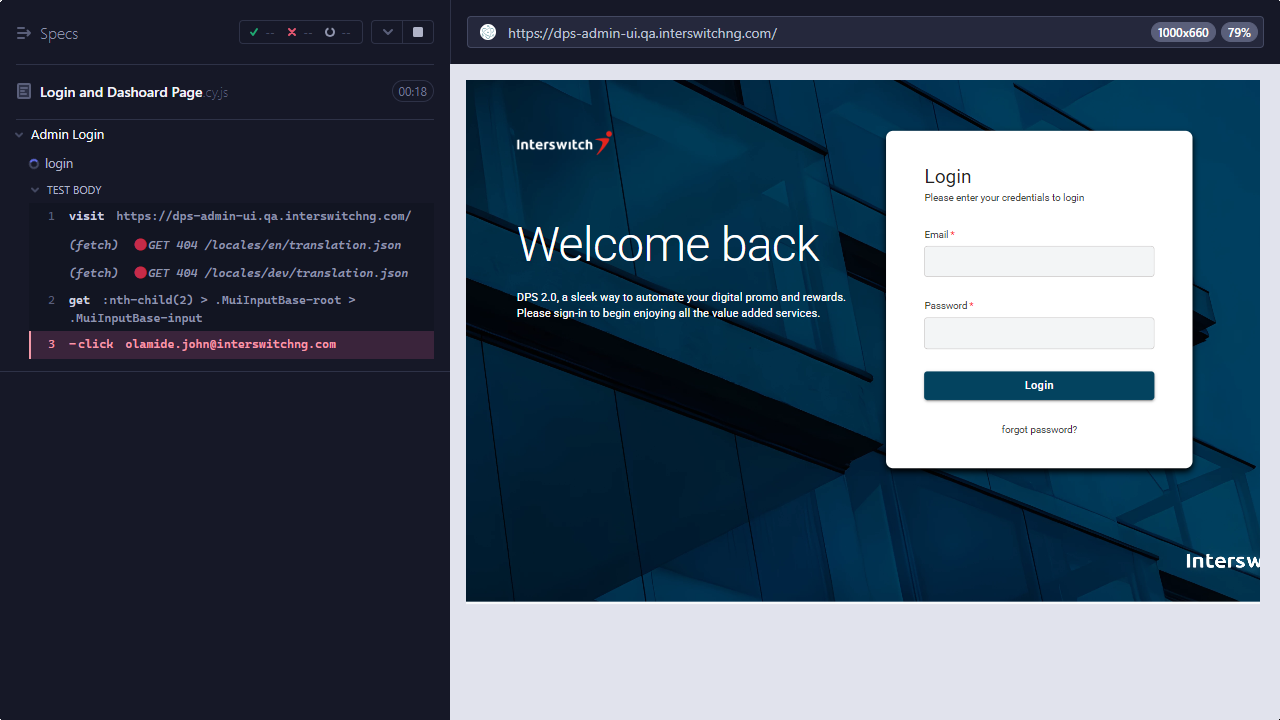 Specs
-- -- --
Login and Dashoard Page.cy.js 00:18
Admin Login
login
TEST BODY
1 visit https://dps-admin-ui.qa.interswitchng.com/
(fetch) GET 404 /locales/en/translation.json
(fetch) GET 404 /locales/dev/translation.json
2 get :nth-child(2) > .MuiInputBase-root >
.MuiInputBase-input
3 -click olamide.john@interswitchng.com
https://dps-admin-ui.qa.interswitchng.com/ 1000x660 79%
Interswitch
Welcome back
DPS 2.0, a sleek way to automate your digital promo and rewards.
Please sign-in to begin enjoying all the value added services.
Login
Please enter your credentials to login
Email *
Password *
Login
forgot password?
Intersw